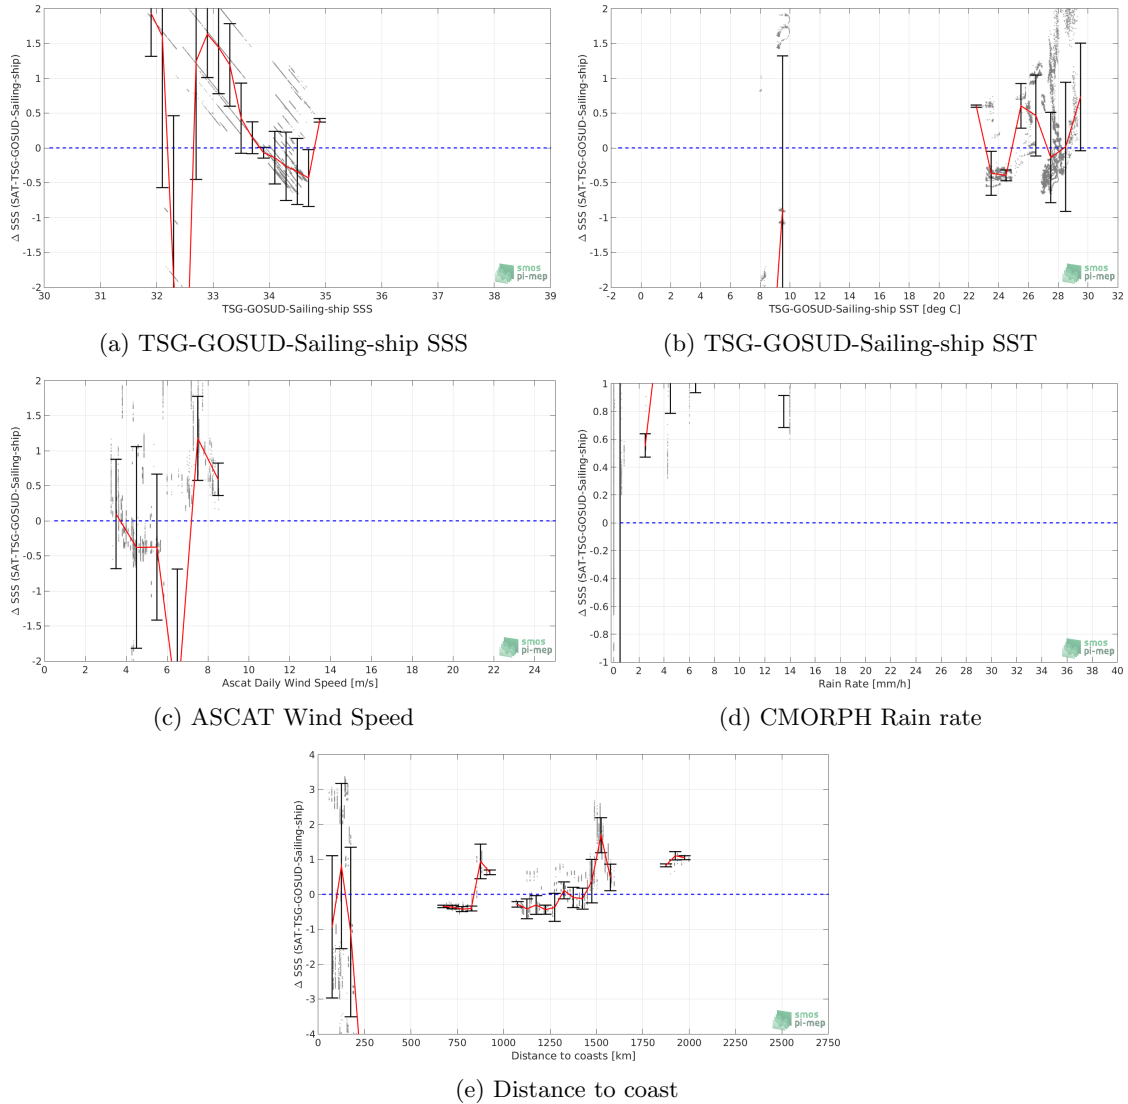 2
1.5
1
0.5
0
-0.5
-1
-1.5
-2
30 31 32 33 34 35 36 37 38 39
TSG-GOSUD-Sailing-ship SSS
Δ SSS (SAT-TSG-GOSUD-Sailing-ship)
smos
pi-mep
(a) TSG-GOSUD-Sailing-ship SSS
2
1.5
1
0.5
0
-0.5
-1
-1.5
-2
-2 0 2 4 6 8 10 12 14 16 18 20 22 24 26 28 30 32
TSG-GOSUD-Sailing-ship SST [deg C]
Δ SSS (SAT-TSG-GOSUD-Sailing-ship)
smos
pi-mep
(b) TSG-GOSUD-Sailing-ship SST
2
1.5
1
0.5
0
-0.5
-1
-1.5
-2
0 2 4 6 8 10 12 14 16 18 20 22 24
Ascat Daily Wind Speed [m/s]
Δ SSS (SAT-TSG-GOSUD-Sailing-ship)
smos
pi-mep
(c) ASCAT Wind Speed
1
0.8
0.6
0.4
0.2
0
-0.2
-0.4
-0.6
-0.8
-1
0 2 4 6 8 10 12 14 16 18 20 22 24 26 28 30 32 34 36 38 40
Rain Rate [mm/h]
Δ SSS (SAT-TSG-GOSUD-Sailing-ship)
smos
pi-mep
(d) CMORPH Rain rate
4
3
2
1
0
-1
-2
-3
-4
0 250 500 750 1000 1250 1500 1750 2000 2250 2500 2750
Distance to coasts [km]
Δ SSS (SAT-TSG-GOSUD-Sailing-ship)
smos
pi-mep
(e) Distance to coast